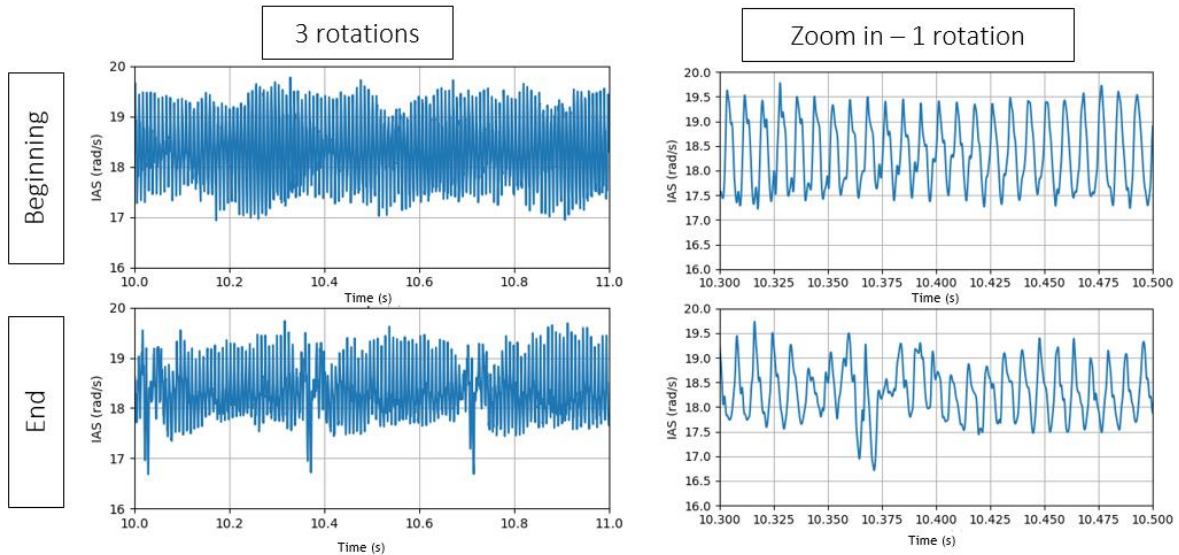 3 rotations
Zoom in – 1 rotation
Beginning
20
19
18
17
16
IAS (rad/s)
10.0 10.2 10.4 10.6 10.8 11.0
Time (s)
20.0
19.5
19.0
18.5
18.0
17.5
17.0
16.5
16.0
IAS (rad/s)
10.300 10.325 10.350 10.375 10.400 10.425 10.450 10.475 10.500
Time (s)
End
20
19
18
17
16
IAS (rad/s)
10.0 10.2 10.4 10.6 10.8 11.0
Time (s)
20.0
19.5
19.0
18.5
18.0
17.5
17.0
16.5
16.0
IAS (rad/s)
10.300 10.325 10.350 10.375 10.400 10.425 10.450 10.475 10.500
Time (s)